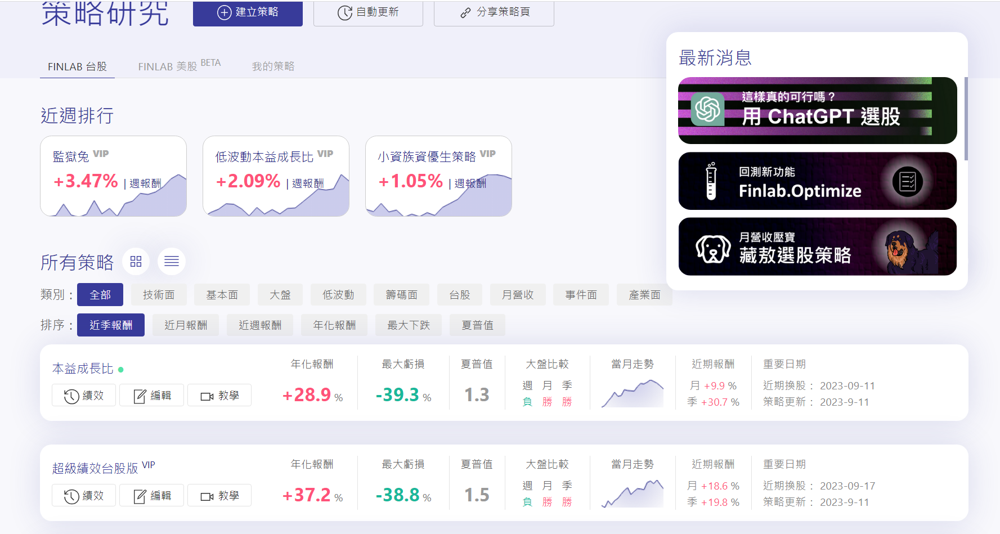 策略研究
建立策略
自動更新
分享策略頁
FINLAB 台股
FINLAB 美股 BETA
我的策略
最新消息
這樣真的可行嗎？
用 ChatGPT 選股
回測新功能
Finlab.Optimize
月營收壓寶
藏敖選股策略
近週排行
監獄兔 VIP
+3.47% | 週報酬
低波動本益成長比 VIP
+2.09% | 週報酬
小資族資優生策略 VIP
+1.05% | 週報酬
所有策略
類別： 全部 技術面 基本面 大盤 低波動 籌碼面 台股 月營收 事件面 產業面
排序： 近季報酬 近月報酬 近週報酬 年化報酬 最大下跌 夏普值
本益成長比
績效 編輯 教學
年化報酬
+28.9 %
最大虧損
-39.3 %
夏普值
1.3
大盤比較
週 月 季
負 勝 勝
當月走勢
近期報酬
月 +9.9 %
季 +30.7 %
重要日期
近期換股： 2023-09-11
策略更新： 2023-9-11
超級績效台股版 VIP
績效 編輯 教學
年化報酬
+37.2 %
最大虧損
-38.8 %
夏普值
1.5
大盤比較
週 月 季
負 勝 勝
當月走勢
近期報酬
月 +18.6 %
季 +19.8 %
重要日期
近期換股： 2023-09-17
策略更新： 2023-9-11